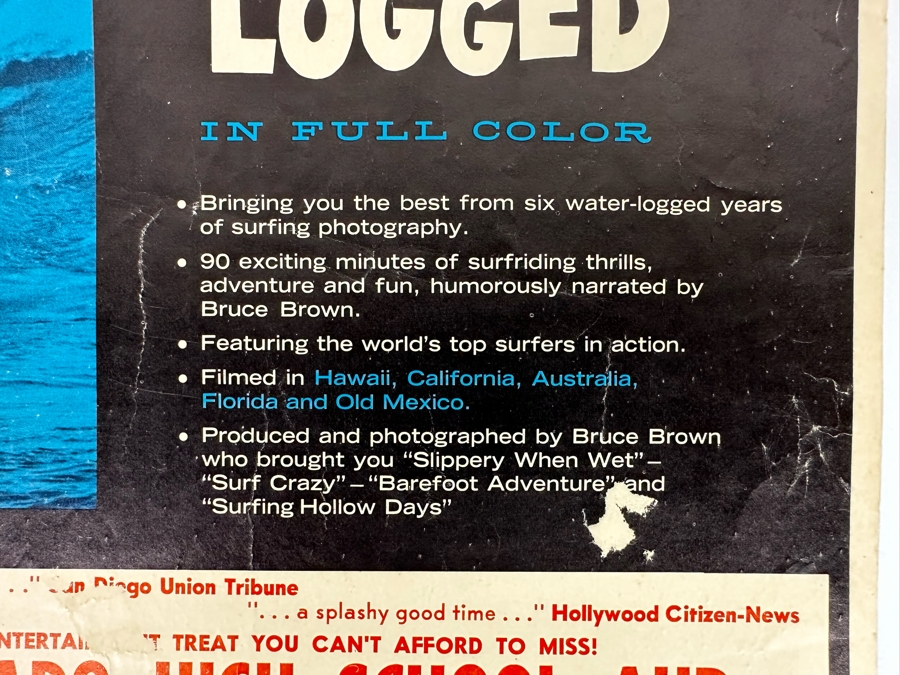 LOGGED
IN FULL COLOR
• Bringing you the best from six water-logged years
of surfing photography.
• 90 exciting minutes of surfriding thrills,
adventure and fun, humorously narrated by
Bruce Brown.
• Featuring the world's top surfers in action.
• Filmed in Hawaii, California, Australia,
Florida and Old Mexico.
• Produced and photographed by Bruce Brown
who brought you “Slippery When Wet” –
“Surf Crazy” – “Barefoot Adventure” and
“Surfing Hollow Days”
. ." San Diego Union Tribune
"... a splashy good time ..." Hollywood Citizen-News
TREAT YOU CAN'T AFFORD TO MISS!
HIGH SCHOOL AUD